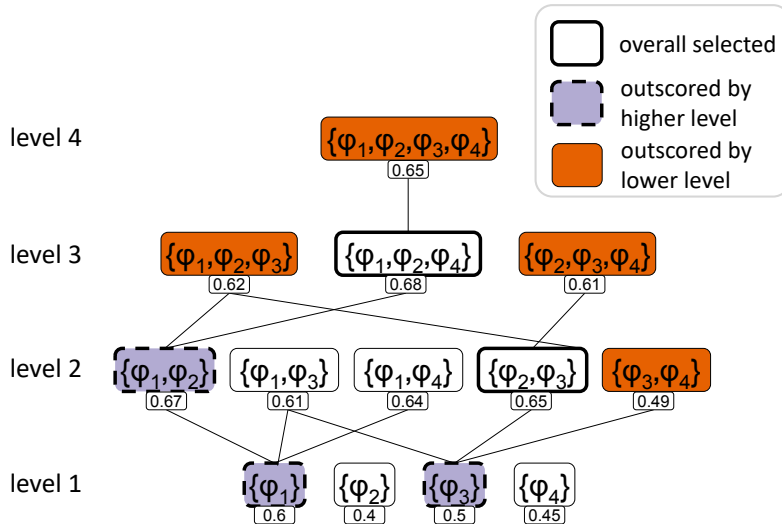 overall selected
outscored by
higher level
outscored by
lower level
level 4
{φ₁,φ₂,φ₃,φ₄}
0.65
level 3
{φ₁,φ₂,φ₃} {φ₁,φ₂,φ₄} {φ₂,φ₃,φ₄}
0.62 0.68 0.61
level 2
{φ₁,φ₂} {φ₁,φ₃} {φ₁,φ₄} {φ₂,φ₃} {φ₃,φ₄}
0.67 0.61 0.64 0.65 0.49
level 1
{φ₁} {φ₂} {φ₃} {φ₄}
0.6 0.4 0.5 0.45